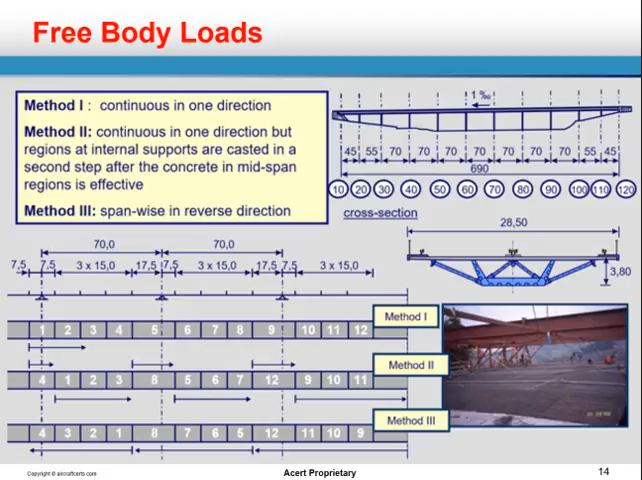 Free Body Loads
Method I : continuous in one direction
Method II: continuous in one direction but
regions at internal supports are casted in a
second step after the concrete in mid-span
regions is effective
Method III: span-wise in reverse direction
1 ‰
45 55 70 70 70 70 70 70 70 55 45
690
10 20 30 40 50 60 70 80 90 100 110 120
cross-section
28,50
3,80
70,0 70,0
7,5 7,5 3 x 15,0 17,5 7,5 3 x 15,0 17,5 7,5 3 x 15,0
Method I
1 2 3 4 5 6 7 8 9 10 11 12
Method II
4 1 2 3 8 5 6 7 12 9 10 11
Method III
4 3 2 1 8 7 6 5 12 11 10 9
Copyright © aircraftcerts.com
Acert Proprietary
14